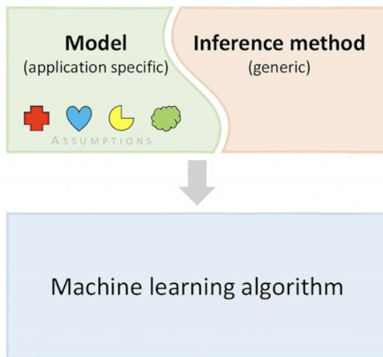 Model
(application specific)
ASSUMPTIONS
Inference method
(generic)
Machine learning algorithm